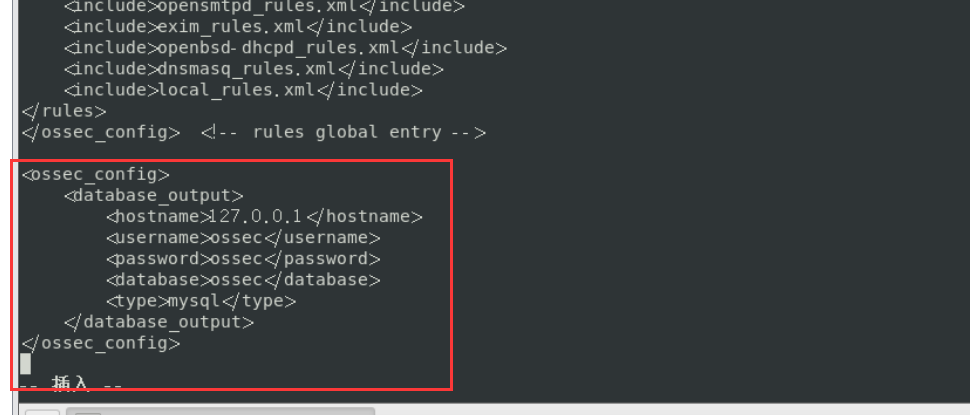 <include>opensmtpd_rules.xml</include>
<include>exim_rules.xml</include>
<include>openbsd-dhcpd_rules.xml</include>
<include>dnsmasq_rules.xml</include>
<include>local_rules.xml</include>
</rules>
</ossec_config> <!-- rules global entry -->
<ossec_config>
<database_output>
<hostname>127.0.0.1</hostname>
<username>ossec</username>
<password>ossec</password>
<database>ossec</database>
<type>mysql</type>
</database_output>
</ossec_config>
-- 插入 --